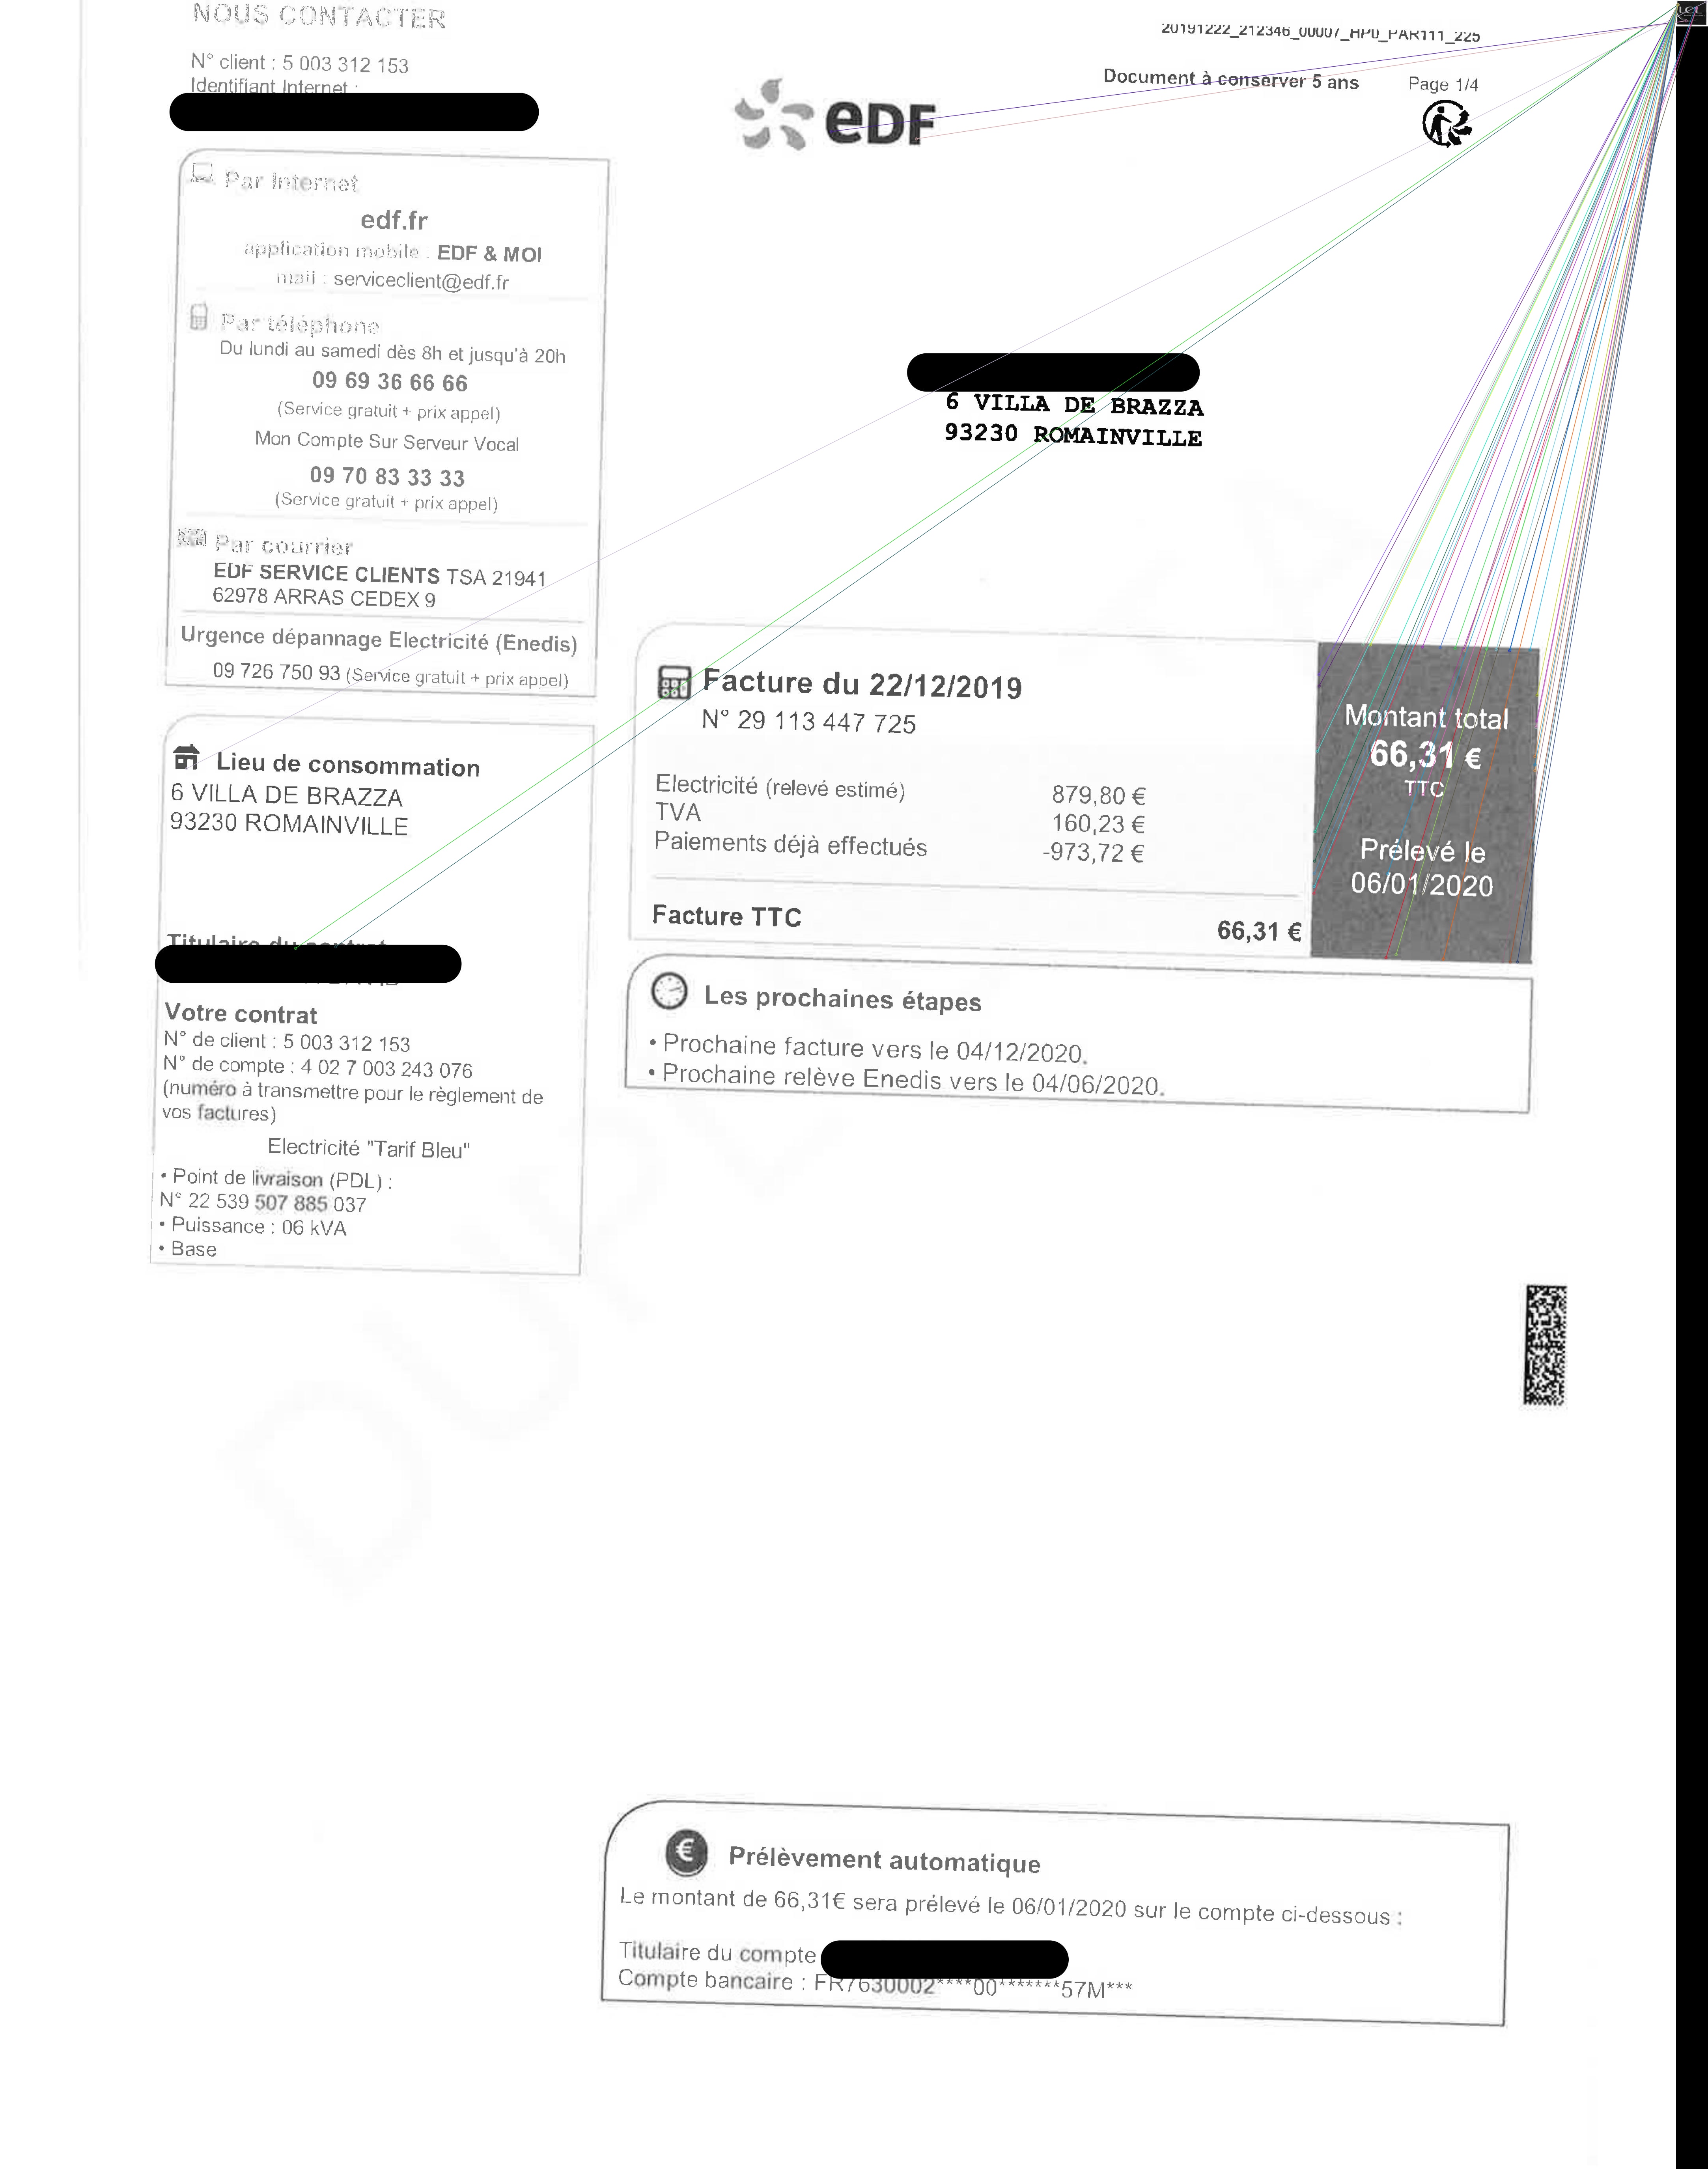 NOUS CONTACTER
N° client : 5 003 312 153
Identifiant Internet :
20191222_212346_00007_HP0_PAR111_225
Document à conserver 5 ans
Page 1/4
eDF
Par Internet
edf.fr
application mobile : EDF & MOI
mail : serviceclient@edf.fr
Par téléphone
Du lundi au samedi dès 8h et jusqu'à 20h
09 69 36 66 66
(Service gratuit + prix appel)
Mon Compte Sur Serveur Vocal
09 70 83 33 33
(Service gratuit + prix appel)
Par courrier
EDF SERVICE CLIENTS TSA 21941
62978 ARRAS CEDEX 9
Urgence dépannage Electricité (Enedis)
09 726 750 93 (Service gratuit + prix appel)
6 VILLA DE BRAZZA
93230 ROMAINVILLE
Lieu de consommation
6 VILLA DE BRAZZA
93230 ROMAINVILLE
Titulaire du contrat
Votre contrat
N° de client : 5 003 312 153
N° de compte : 4 02 7 003 243 076
(numéro à transmettre pour le règlement de
vos factures)
Electricité "Tarif Bleu"
• Point de livraison (PDL) :
N° 22 539 507 885 037
• Puissance : 06 kVA
• Base
Facture du 22/12/2019
N° 29 113 447 725
Electricité (relevé estimé) 879,80 €
TVA 160,23 €
Paiements déjà effectués -973,72 €
Facture TTC 66,31 €
Montant total
66,31 €
TTC
Prélevé le
06/01/2020
Les prochaines étapes
• Prochaine facture vers le 04/12/2020.
• Prochaine relève Enedis vers le 04/06/2020.
Prélèvement automatique
Le montant de 66,31€ sera prélevé le 06/01/2020 sur le compte ci-dessous :
Titulaire du compte
Compte bancaire : FR7630002****00*******57M***
LCL